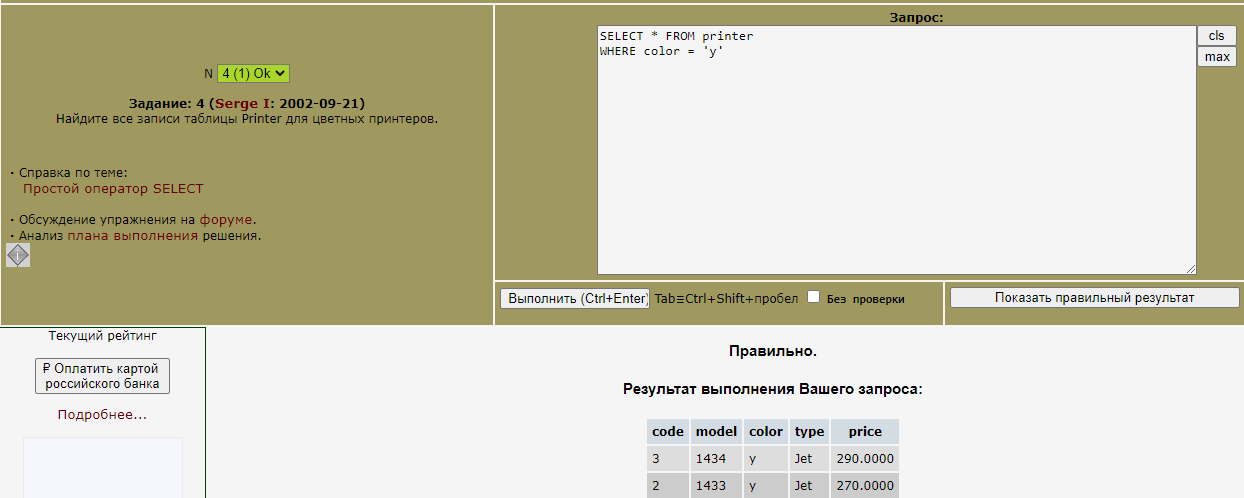 Запрос:
SELECT * FROM printer
WHERE color = 'y'
cls
max
N 4 (1) Ok
Задание: 4 (Serge I: 2002-09-21)
Найдите все записи таблицы Printer для цветных принтеров.
· Справка по теме:
Простой оператор SELECT
· Обсуждение упражнения на форуме.
· Анализ плана выполнения решения.
Выполнить (Ctrl+Enter) Tab≡Ctrl+Shift+пробел Без проверки
Показать правильный результат
Текущий рейтинг
₽ Оплатить картой
российского банка
Подробнее...
Правильно.
Результат выполнения Вашего запроса:
code model color type price
3 1434 y Jet 290.0000
2 1433 y Jet 270.0000